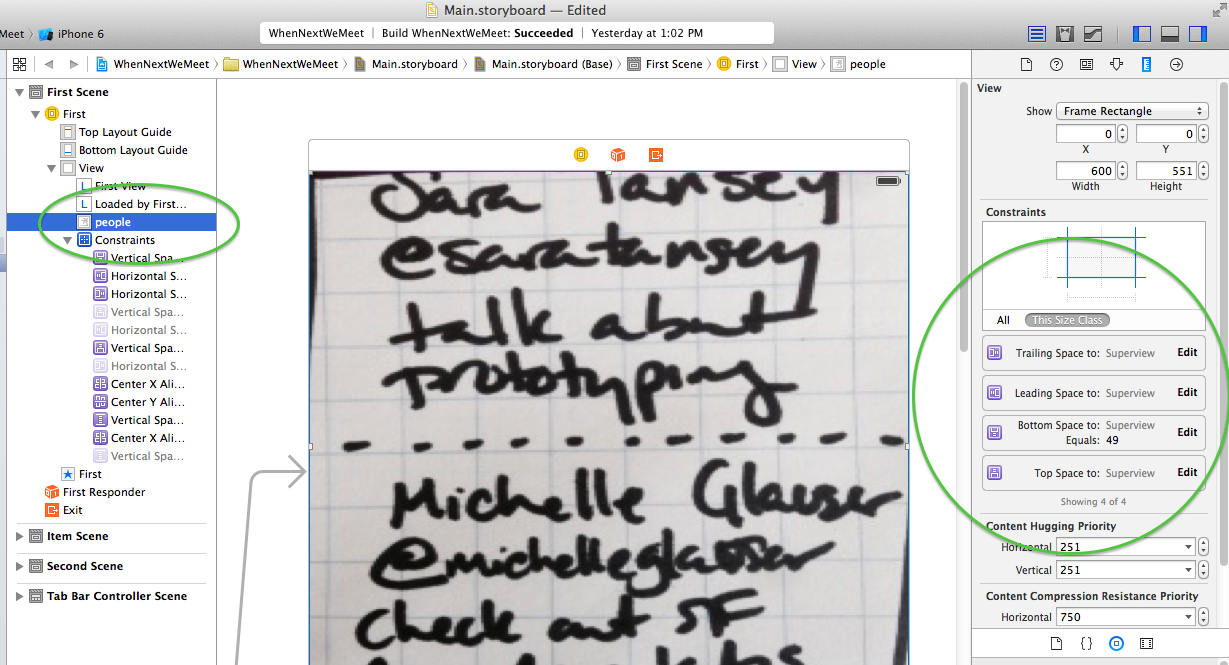 Main.storyboard — Edited
Meet
iPhone 6
WhenNextWeMeet | Build WhenNextWeMeet: Succeeded | Yesterday at 1:02 PM
WhenNextWeMeet
WhenNextWeMeet
Main.storyboard
Main.storyboard (Base)
First Scene
First
View
people
First Scene
First
Top Layout Guide
Bottom Layout Guide
View
First View
Loaded by First...
people
Constraints
Vertical Spa...
Horizontal S...
Horizontal S...
Vertical Spa...
Horizontal S...
Vertical Spa...
Horizontal S...
Center X Ali...
Center Y Ali...
Vertical Spa...
Center X Ali...
Vertical Spa...
First
First Responder
Exit
Item Scene
Second Scene
Tab Bar Controller Scene
Sara Tansey
@saratansey
talk about
prototyping
Michelle Glauser
@michelleglauser
Check out SF
View
Show Frame Rectangle
0 0
X Y
600 551
Width Height
Constraints
All This Size Class
Trailing Space to: Superview Edit
Leading Space to: Superview Edit
Bottom Space to: Superview Edit
Equals: 49
Top Space to: Superview Edit
Showing 4 of 4
Content Hugging Priority
Horizontal 251
Vertical 251
Content Compression Resistance Priority
Horizontal 750